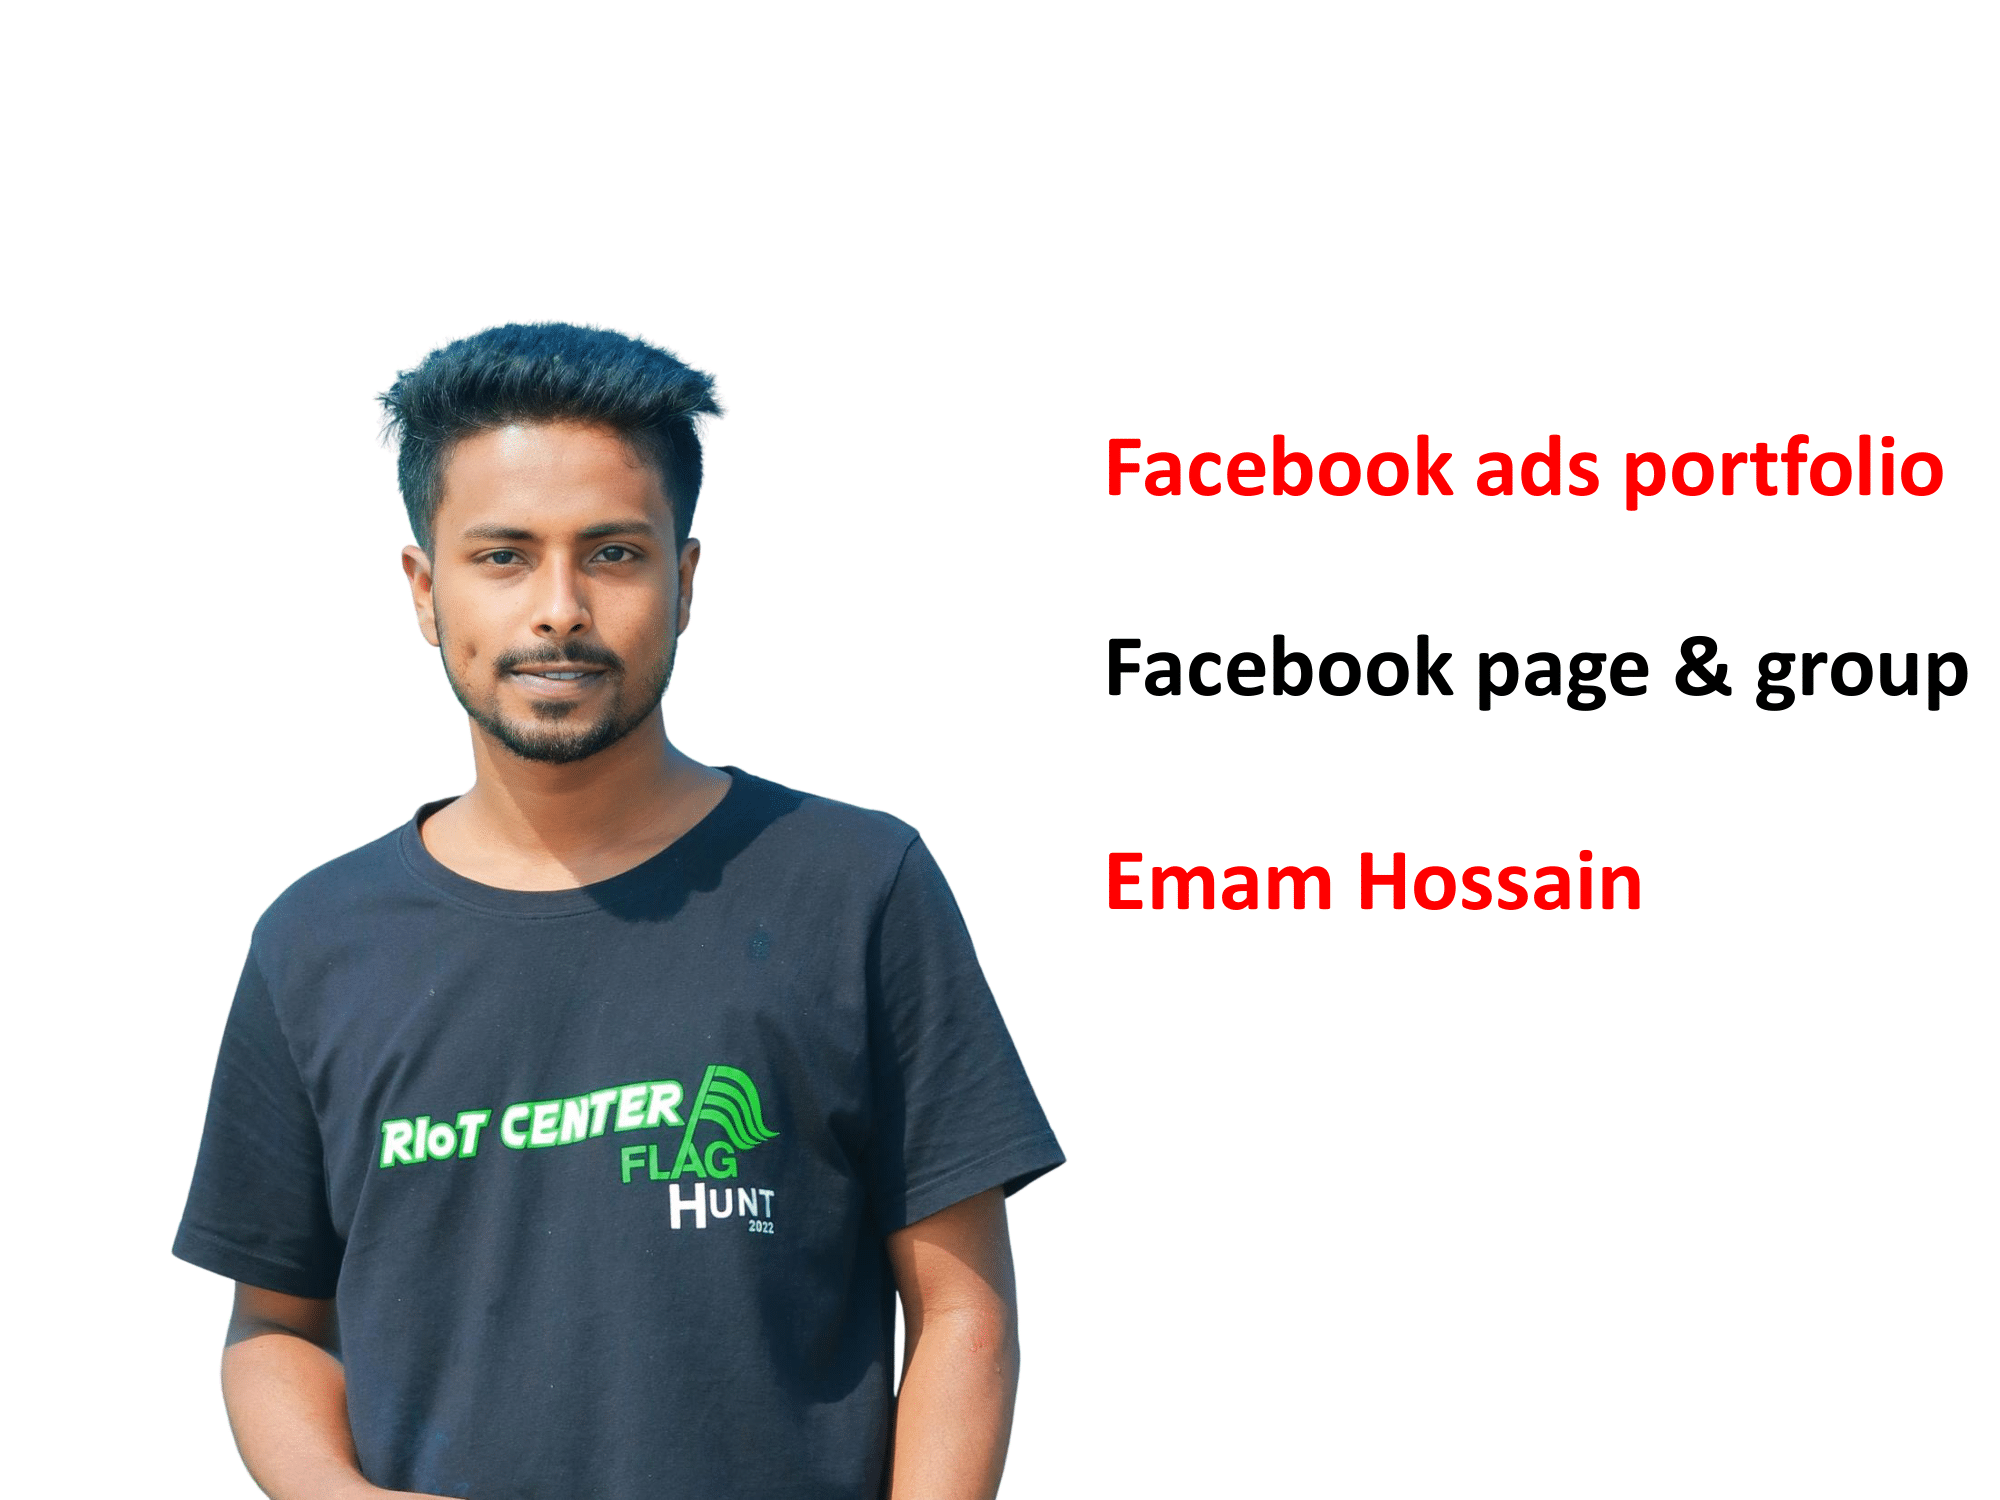 Facebook ads portfolio
Facebook page & group
Emam Hossain
RIoT CENTER
FLAG
HUNT
2022